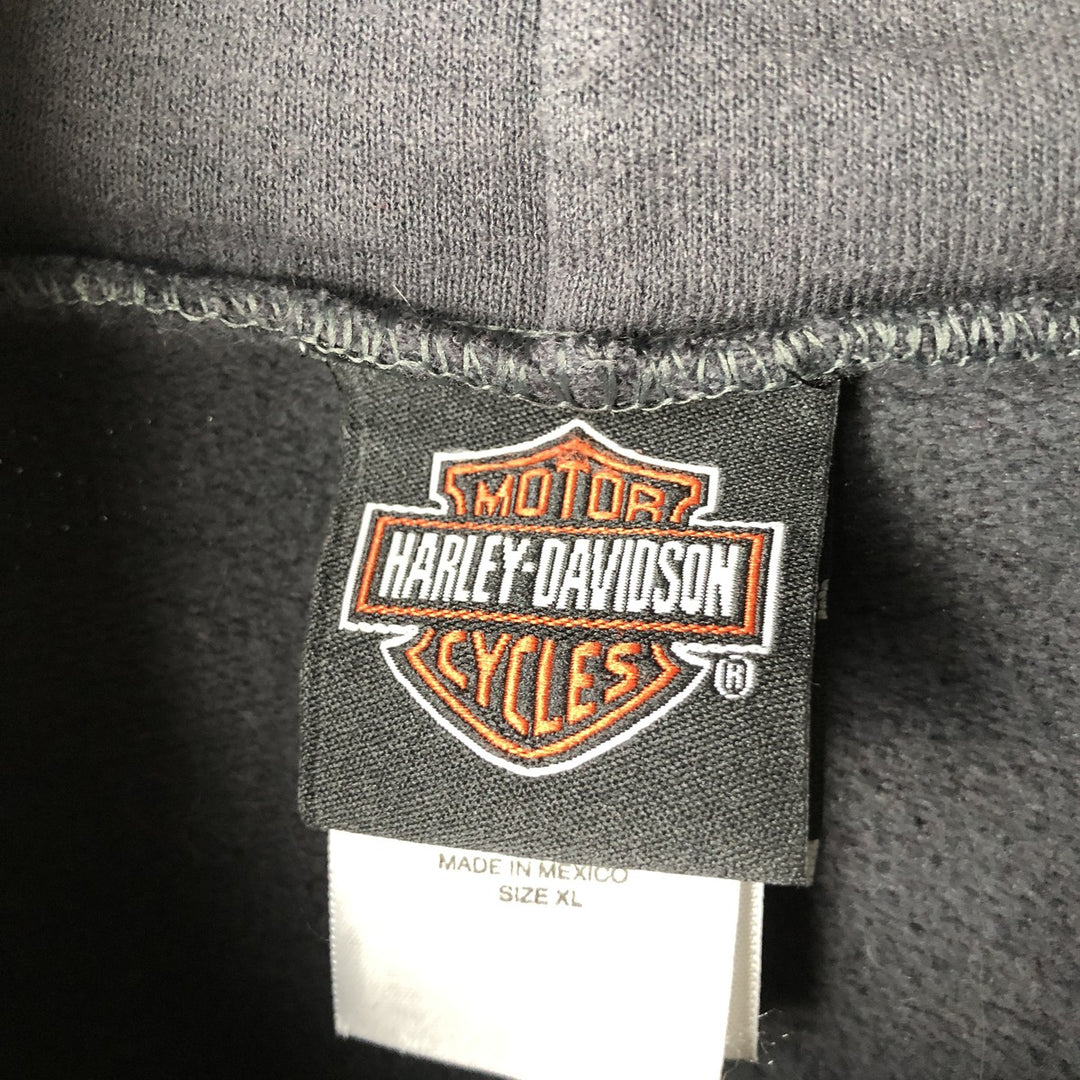 MOTOR
HARLEY-DAVIDSON
CYCLES
®
MADE IN MEXICO
SIZE XL